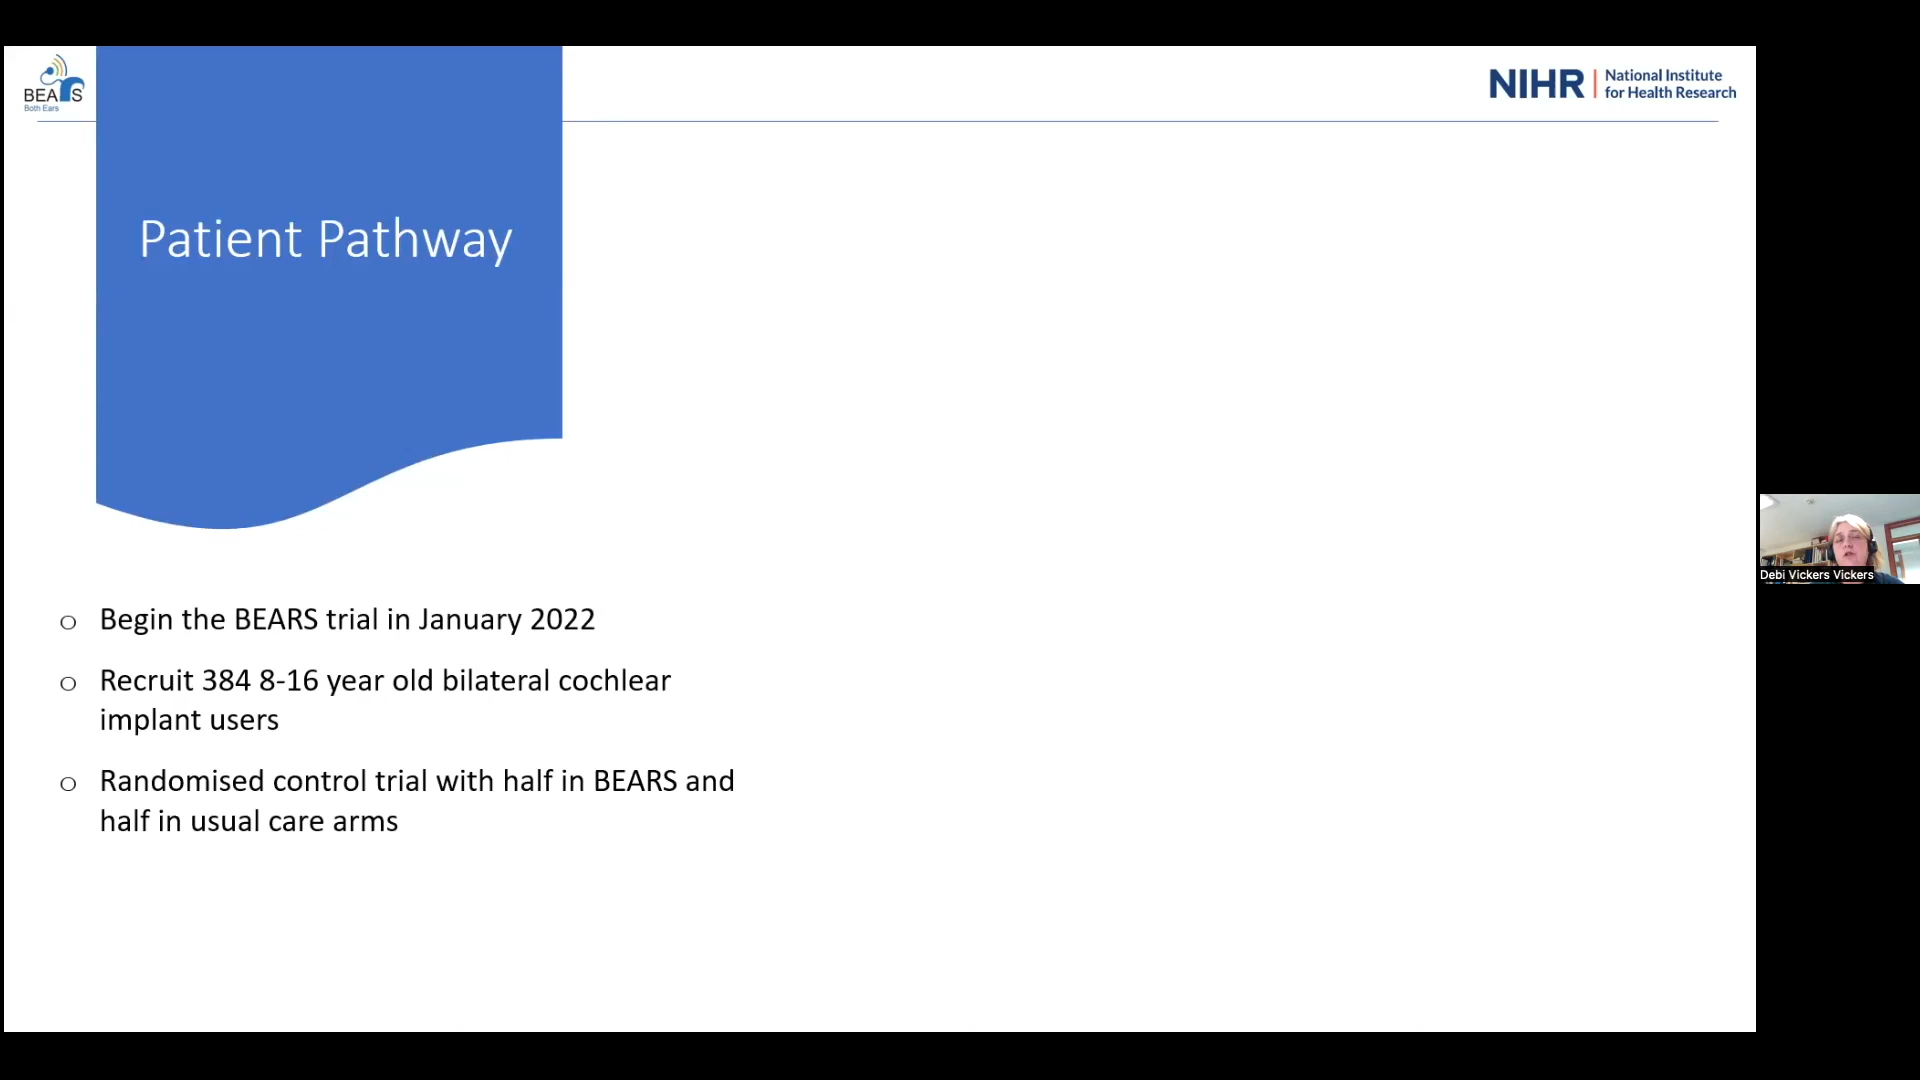 BEARS
Both Ears
NIHR | National Institute
for Health Research
Patient Pathway
o Begin the BEARS trial in January 2022
o Recruit 384 8-16 year old bilateral cochlear
implant users
o Randomised control trial with half in BEARS and
half in usual care arms
Debi Vickers Vickers